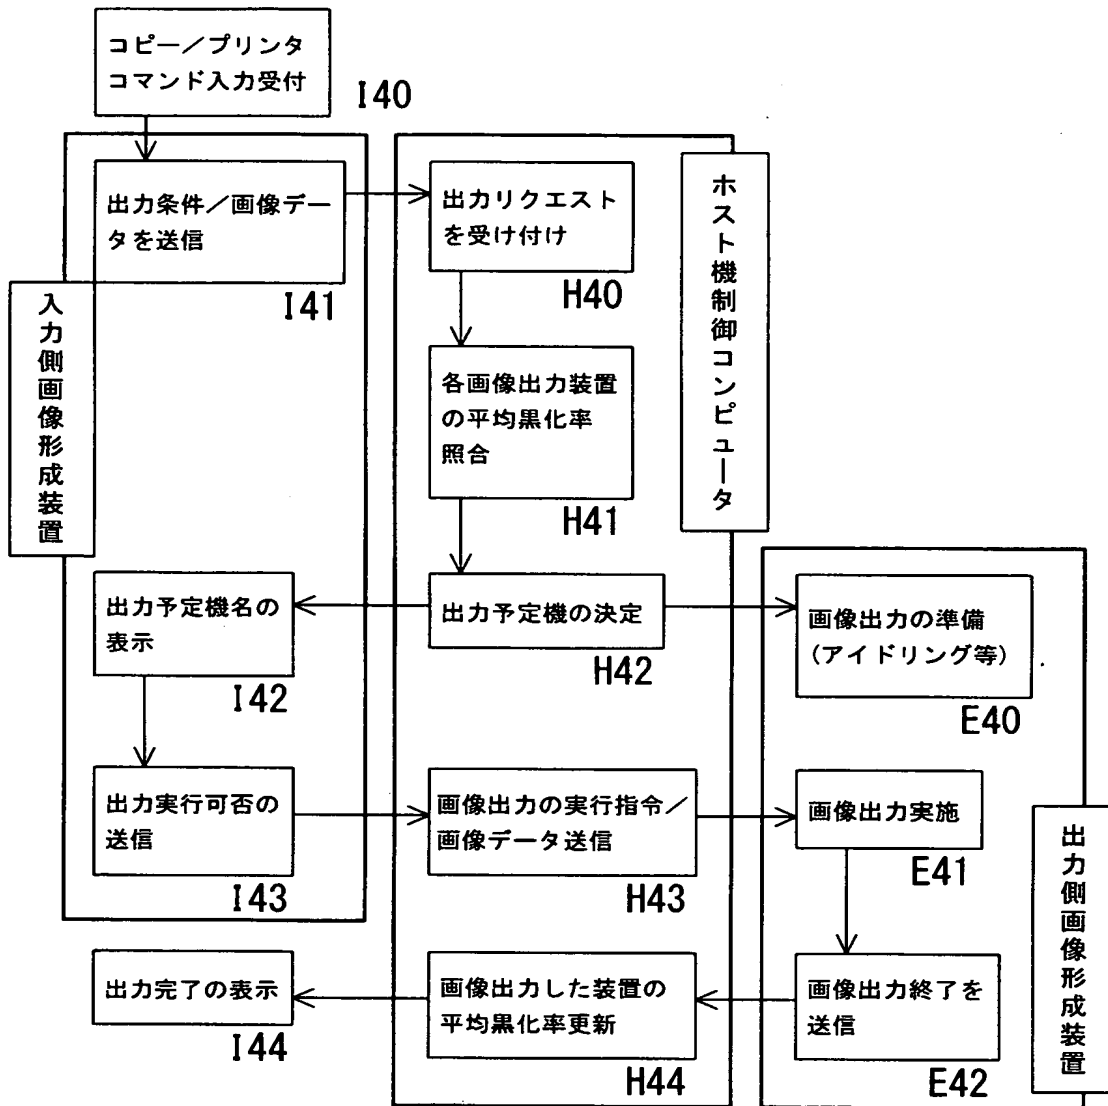 コピー／プリンタ
コマンド入力受付
I40
出力条件／画像デー
タを送信
I41
入力側画像形成装置
出力リクエスト
を受け付け
H40
ホスト機制御コンピュータ
各画像出力装置
の平均黒化率
照合
H41
出力予定機名の
表示
I42
出力予定機の決定
H42
画像出力の準備
(アイドリング等)
E40
出力実行可否の
送信
I43
画像出力の実行指令／
画像データ送信
H43
画像出力実施
E41
出力側画像形成装置
出力完了の表示
I44
画像出力した装置の
平均黒化率更新
H44
画像出力終了を
送信
E42